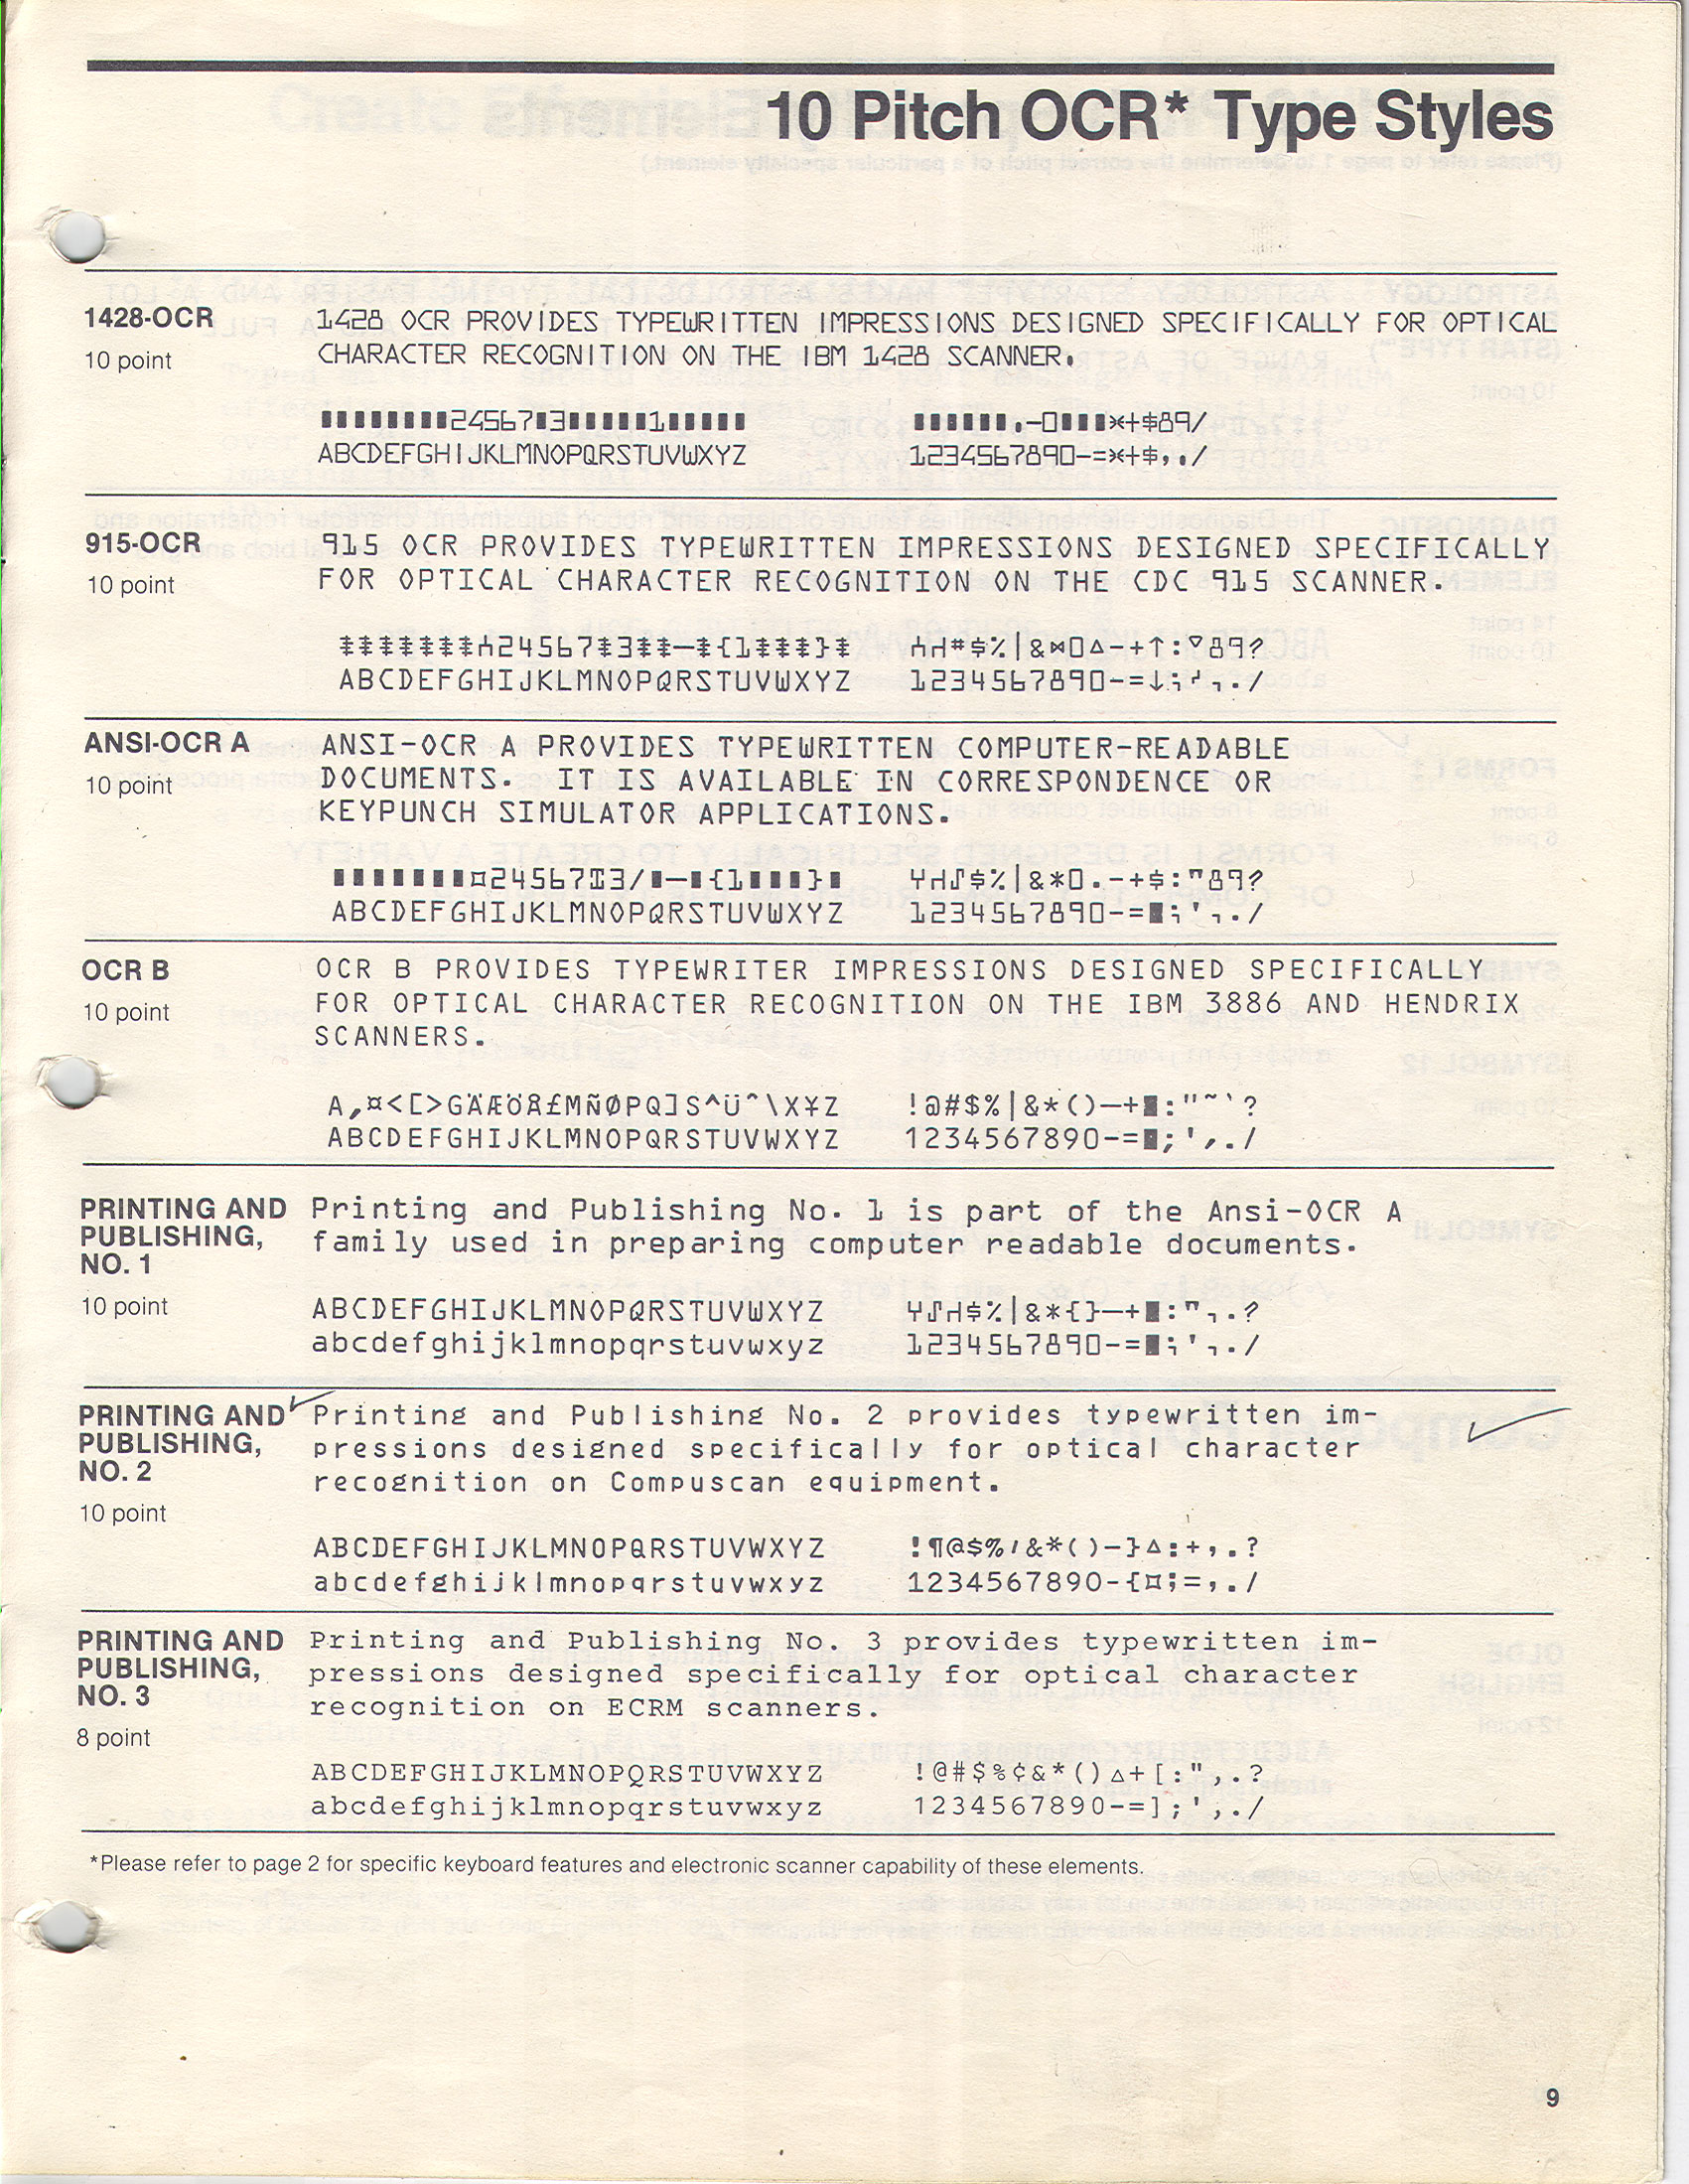 10 Pitch OCR* Type Styles
1428-OCR
10 point
1428 OCR PROVIDES TYPEWRITTEN IMPRESSIONS DESIGNED SPECIFICALLY FOR OPTICAL
CHARACTER RECOGNITION ON THE IBM 1428 SCANNER.
▮▮▮▮▮▮▮▮▮▮24567▮3▮▮▮▮▮▮1▮▮▮▮▮ ▮▮▮▮▮▮.-0▮▮▮*+$89/
ABCDEFGHIJKLMNOPQRSTUVWXYZ 1234567890-=*+$,./
915-OCR
10 point
915 OCR PROVIDES TYPEWRITTEN IMPRESSIONS DESIGNED SPECIFICALLY
FOR OPTICAL CHARACTER RECOGNITION ON THE CDC 915 SCANNER.
‡‡‡‡‡‡‡⑁24567‡3‡‡—‡{1‡‡‡}‡ ⑁⑀#$%|&⋈0△-+↑:▽89?
ABCDEFGHIJKLMNOPQRSTUVWXYZ 1234567890-=↓;⅃,./
ANSI-OCR A
10 point
ANSI-OCR A PROVIDES TYPEWRITTEN COMPUTER-READABLE
DOCUMENTS. IT IS AVAILABLE IN CORRESPONDENCE OR
KEYPUNCH SIMULATOR APPLICATIONS.
▮▮▮▮▮▮▮¤24567⌶3/▮—▮{1▮▮▮}▮ ⑂⑀⑁$%|&*0.-+$:"89?
ABCDEFGHIJKLMNOPQRSTUVWXYZ 1234567890-=▮;',./
OCR B
10 point
OCR B PROVIDES TYPEWRITER IMPRESSIONS DESIGNED SPECIFICALLY
FOR OPTICAL CHARACTER RECOGNITION ON THE IBM 3886 AND HENDRIX
SCANNERS.
A,¤<[>GÄÆÖÅ£MÑØPQ]S^Ü^\X¥Z !@#$%|&*()—+▮:"~`?
ABCDEFGHIJKLMNOPQRSTUVWXYZ 1234567890-=▮;',./
PRINTING AND
PUBLISHING,
NO. 1
10 point
Printing and Publishing No. 1 is part of the Ansi-OCR A
family used in preparing computer readable documents.
ABCDEFGHIJKLMNOPQRSTUVWXYZ ⑂⑁⑀$%|&*{}—+▮:",.?
abcdefghijklmnopqrstuvwxyz 1234567890-=▮;',./
PRINTING AND
PUBLISHING,
NO. 2
10 point
Printing and Publishing No. 2 provides typewritten im-
pressions designed specifically for optical character
recognition on Compuscan equipment.
ABCDEFGHIJKLMNOPQRSTUVWXYZ !¶@$%'&*()-}△:+,.?
abcdefghijklmnopqrstuvwxyz 1234567890-{¤;=,./
PRINTING AND
PUBLISHING,
NO. 3
8 point
Printing and Publishing No. 3 provides typewritten im-
pressions designed specifically for optical character
recognition on ECRM scanners.
ABCDEFGHIJKLMNOPQRSTUVWXYZ !@#$%¢&*()△+[:",.?
abcdefghijklmnopqrstuvwxyz 1234567890-=];',./
*Please refer to page 2 for specific keyboard features and electronic scanner capability of these elements.
9